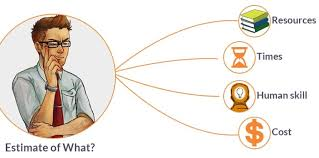 Resources
Times
Human skill
Cost
Estimate of What?